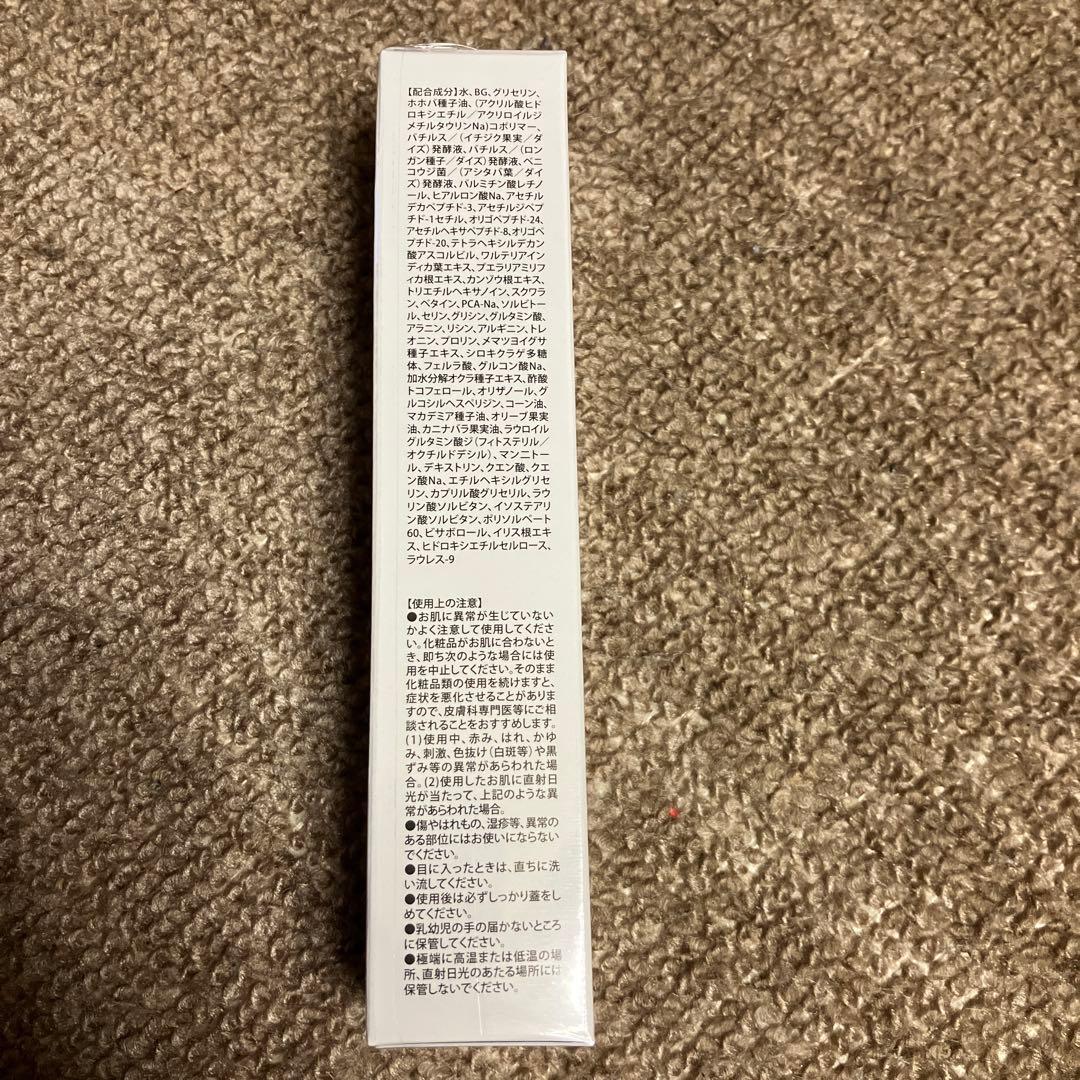 【配合成分】水、BG、グリセリン、
ホホバ種子油、(アクリル酸ヒド
ロキシエチル／アクリロイルジ
メチルタウリンNa)コポリマー、
バチルス／(イチジク果実／ダ
イズ)発酵液、バチルス／(ロン
ガン種子／ダイズ)発酵液、ベニ
コウジ菌／(アシタバ葉／ダイ
ズ)発酵液、パルミチン酸レチノ
ール、ヒアルロン酸Na、アセチル
デカペプチド-3、アセチルジペプ
チド-1セチル、オリゴペプチド-24、
アセチルヘキサペプチド-8、オリゴペ
プチド-20、テトラヘキシルデカン
酸アスコルビル、ワルテリアイン
ディカ葉エキス、プエラリアミリフ
ィカ根エキス、カンゾウ根エキス、
トリエチルヘキサノイン、スクワラ
ン、ベタイン、PCA-Na、ソルビトー
ル、セリン、グリシン、グルタミン酸、
アラニン、リシン、アルギニン、トレ
オニン、プロリン、メマツヨイグサ
種子エキス、シロキクラゲ多糖
体、フェルラ酸、グルコン酸Na、
加水分解オクラ種子エキス、酢酸
トコフェロール、オリザノール、グ
ルコシルヘスペリジン、コーン油、
マカデミア種子油、オリーブ果実
油、カニナバラ果実油、ラウロイル
グルタミン酸ジ(フィトステリル／
オクチルドデシル)、マンニトー
ル、デキストリン、クエン酸、クエ
ン酸Na、エチルヘキシルグリセ
リン、カプリル酸グリセリル、ラウ
リン酸ソルビタン、イソステアリ
ン酸ソルビタン、ポリソルベート
60、ビサボロール、イリス根エキ
ス、ヒドロキシエチルセルロース、
ラウレス-9
【使用上の注意】
●お肌に異常が生じていない
かよく注意して使用してくださ
い。化粧品がお肌に合わないと
き、即ち次のような場合には使
用を中止してください。そのまま
化粧品類の使用を続けますと、
症状を悪化させることがありま
すので、皮膚科専門医等にご相
談されることをおすすめします。
(1)使用中、赤み、はれ、かゆ
み、刺激、色抜け(白斑等)や黒
ずみ等の異常があらわれた場
合。(2)使用したお肌に直射日
光が当たって、上記のような異
常があらわれた場合。
●傷やはれもの、湿疹等、異常の
ある部位にはお使いにならない
でください。
●目に入ったときは、直ちに洗
い流してください。
●使用後は必ずしっかり蓋をし
めてください。
●乳幼児の手の届かないところ
に保管してください。
●極端に高温または低温の場
所、直射日光のあたる場所には
保管しないでください。